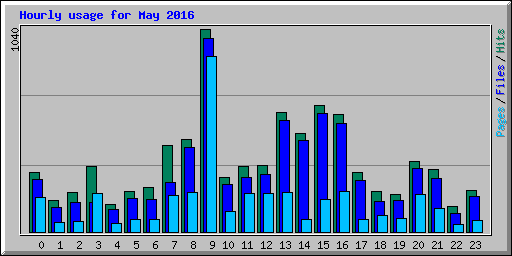 Hourly usage for May 2016
1040
Pages / Files / Hits
0 1 2 3 4 5 6 7 8 9 10 11 12 13 14 15 16 17 18 19 20 21 22 23